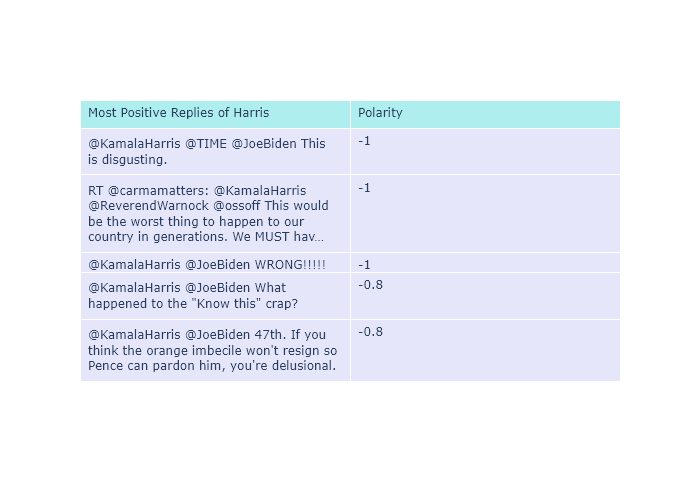 Most Positive Replies of Harris Polarity
@KamalaHarris @TIME @JoeBiden This -1
is disgusting.
RT @carmamatters: @KamalaHarris -1
@ReverendWarnock @ossoff This would
be the worst thing to happen to our
country in generations. We MUST hav…
@KamalaHarris @JoeBiden WRONG!!!!! -1
@KamalaHarris @JoeBiden What -0.8
happened to the "Know this" crap?
@KamalaHarris @JoeBiden 47th. If you -0.8
think the orange imbecile won't resign so
Pence can pardon him, you're delusional.